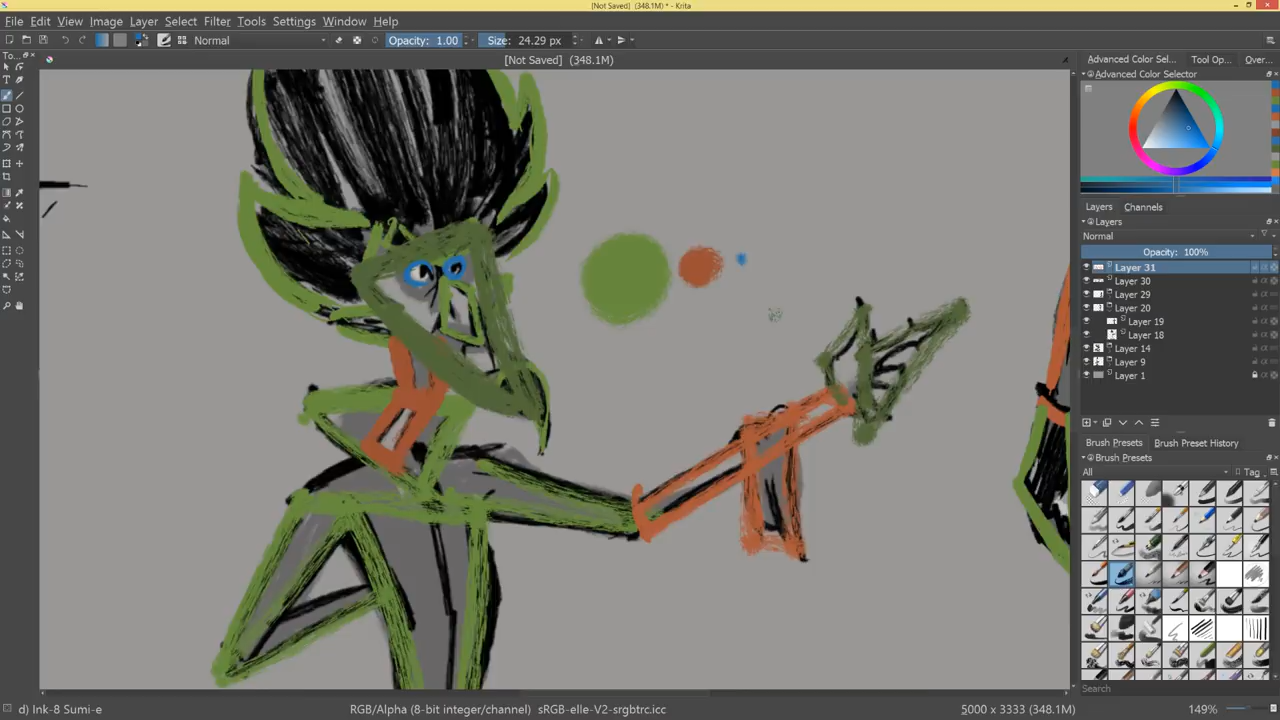 [Not Saved] (348.1M) * - Krita
File Edit View Image Layer Select Filter Tools Settings Window Help
Normal Opacity: 1.00 Size: 24.29 px
To...
[Not Saved] (348.1M)
Advanced Color Sel... Tool Op... Over...
Advanced Color Selector
Layers Channels
Layers
Normal
Opacity: 100%
Layer 31
Layer 30
Layer 29
Layer 20
Layer 19
Layer 18
Layer 14
Layer 9
Layer 1
Brush Presets Brush Preset History
Brush Presets
All Tag
Search
d) Ink-8 Sumi-e RGB/Alpha (8-bit integer/channel) sRGB-elle-V2-srgbtrc.icc 5000 x 3333 (348.1M) 149%